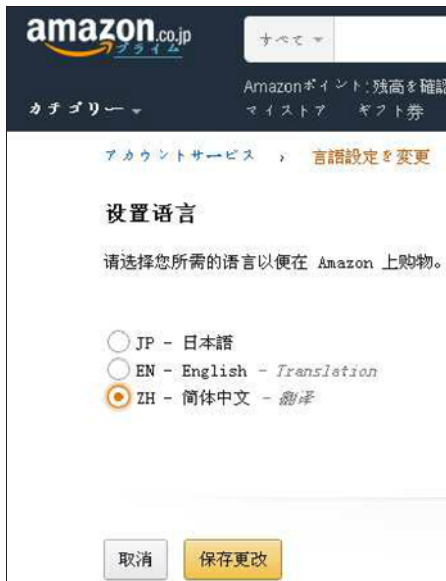 amazon.co.jp
プライム
すべて
Amazonポイント:残高を確認
カテゴリー
マイストア ギフト券
アカウントサービス › 言語設定を変更
设置语言
请选择您所需的语言以便在 Amazon 上购物。
JP - 日本語
EN - English - Translation
ZH - 简体中文 - 翻译
取消 保存更改